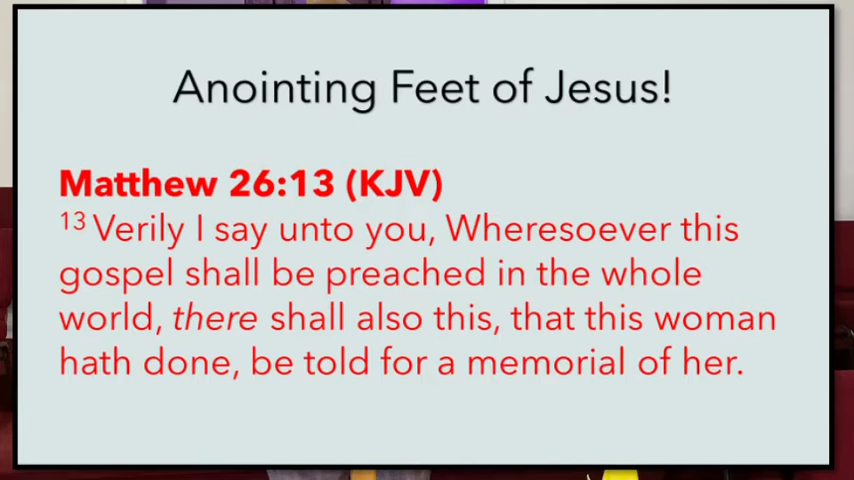 Anointing Feet of Jesus!
Matthew 26:13 (KJV)
13 Verily I say unto you, Wheresoever this
gospel shall be preached in the whole
world, there shall also this, that this woman
hath done, be told for a memorial of her.